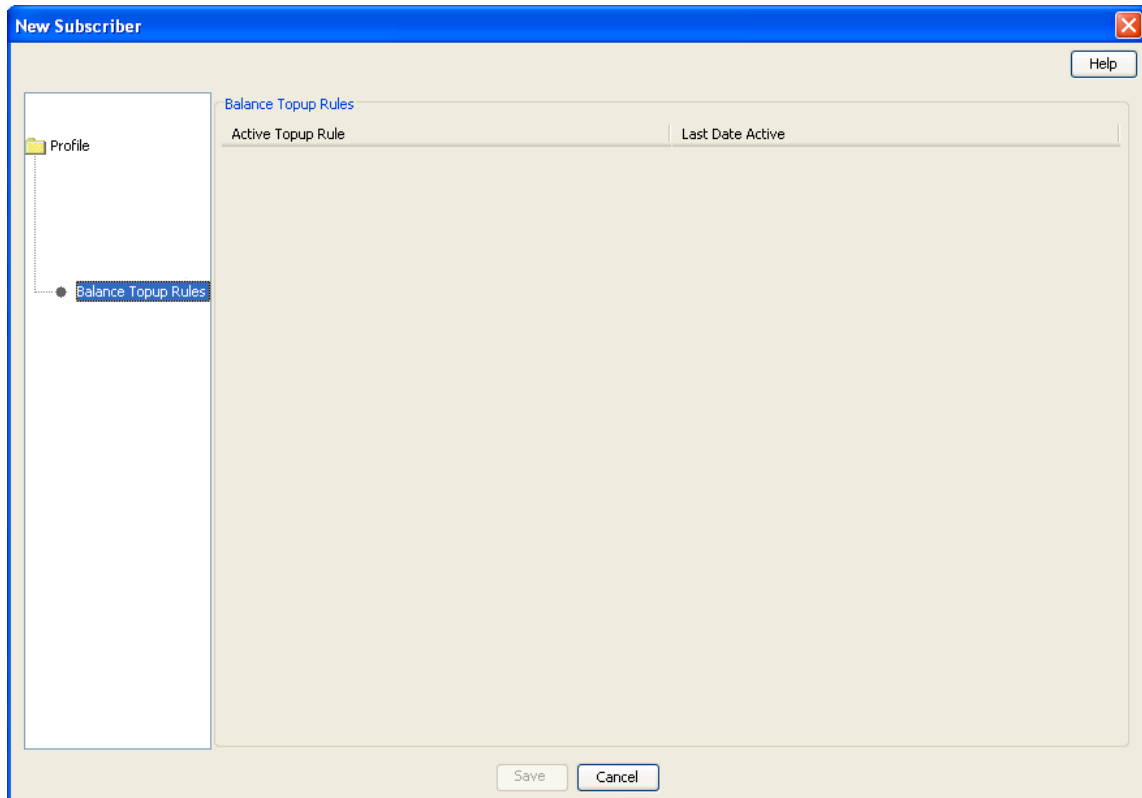 New Subscriber
Help
Balance Topup Rules
Active Topup Rule Last Date Active
Profile
Balance Topup Rules
Save Cancel